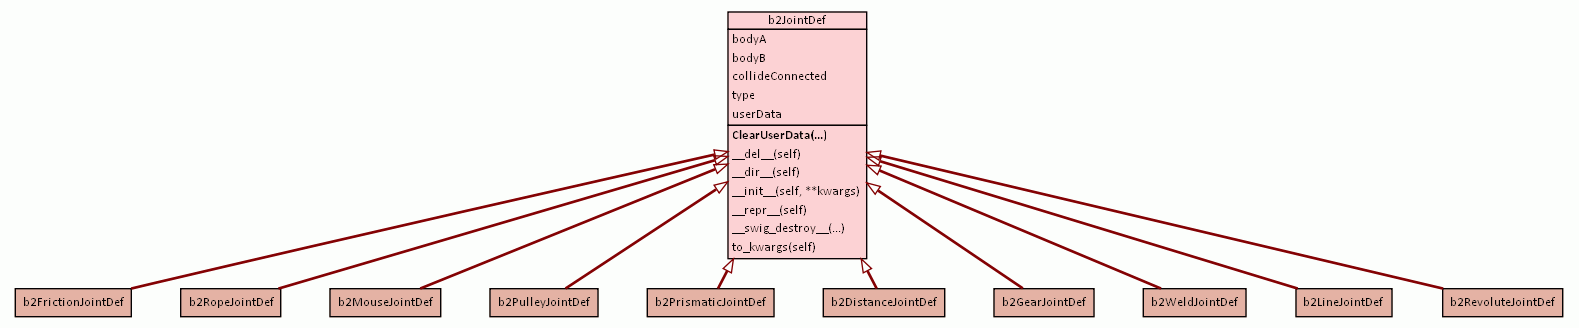 b2JointDef
bodyA
bodyB
collideConnected
type
userData
ClearUserData(...)
__del__(self)
__dir__(self)
__init__(self, **kwargs)
__repr__(self)
__swig_destroy__(...)
to_kwargs(self)
b2FrictionJointDef b2RopeJointDef b2MouseJointDef b2PulleyJointDef b2PrismaticJointDef b2DistanceJointDef b2GearJointDef b2WeldJointDef b2LineJointDef b2RevoluteJointDef